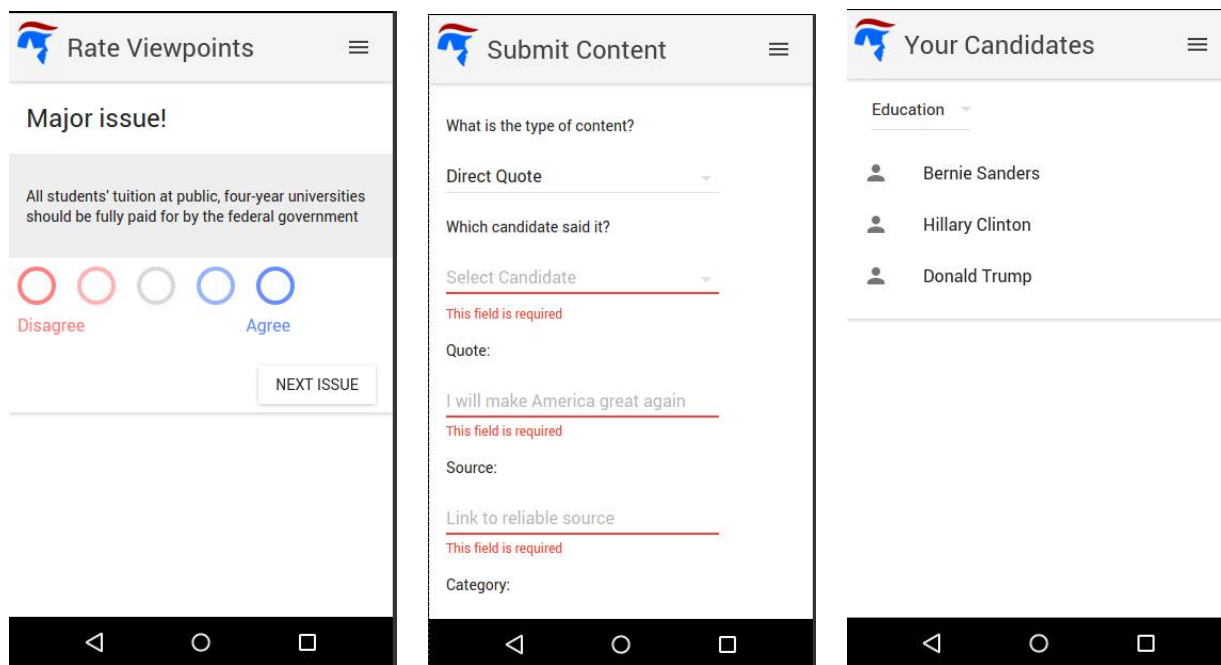 Rate Viewpoints
Major issue!
All students' tuition at public, four-year universities
should be fully paid for by the federal government
Disagree
Agree
NEXT ISSUE
Submit Content
What is the type of content?
Direct Quote
Which candidate said it?
Select Candidate
This field is required
Quote:
I will make America great again
This field is required
Source:
Link to reliable source
This field is required
Category:
Your Candidates
Education
Bernie Sanders
Hillary Clinton
Donald Trump